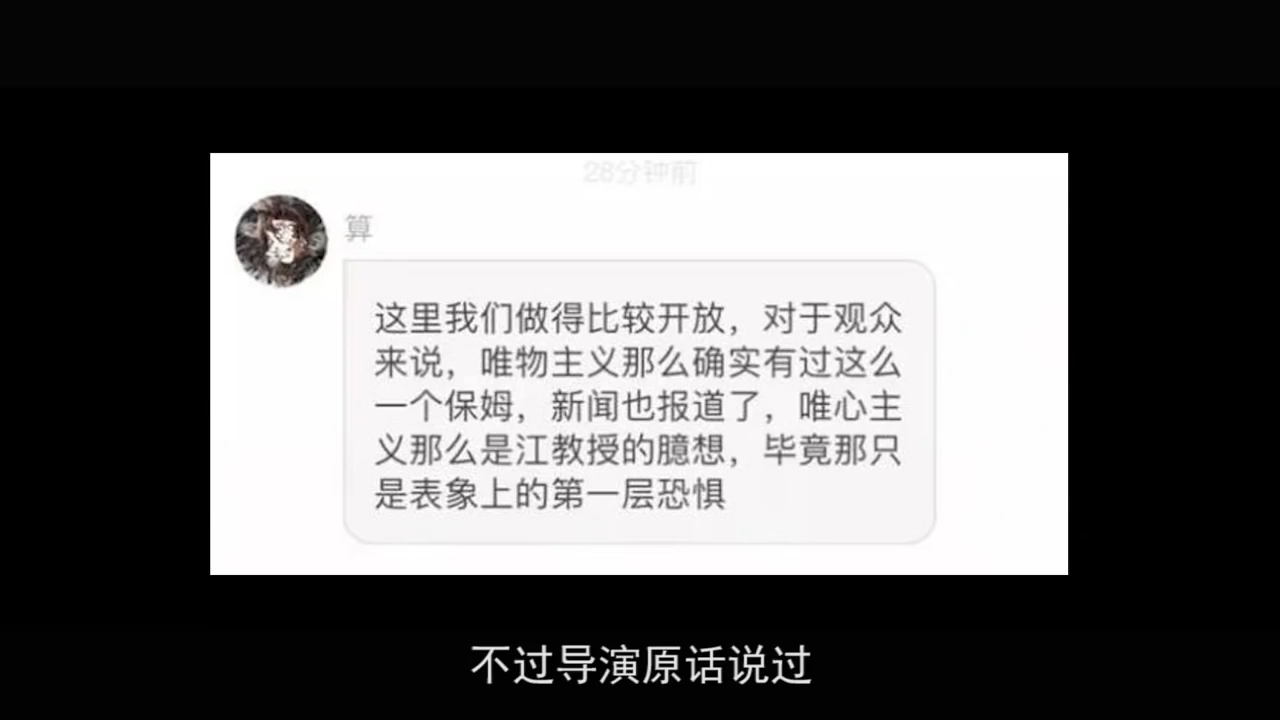 28分钟前
算
这里我们做得比较开放，对于观众
来说，唯物主义那么确实有过这么
一个保姆，新闻也报道了，唯心主
义那么是江教授的臆想，毕竟那只
是表象上的第一层恐惧
不过导演原话说过